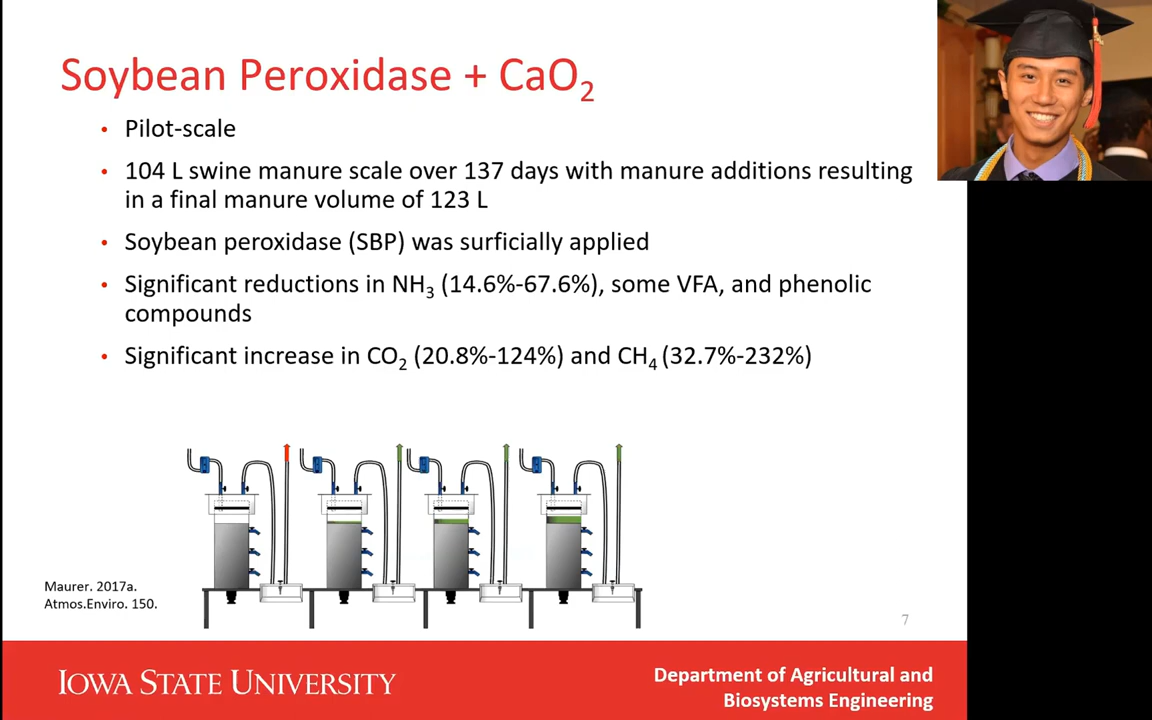 Soybean Peroxidase + CaO₂
• Pilot-scale
• 104 L swine manure scale over 137 days with manure additions resulting
in a final manure volume of 123 L
• Soybean peroxidase (SBP) was surficially applied
• Significant reductions in NH₃ (14.6%-67.6%), some VFA, and phenolic
compounds
• Significant increase in CO₂ (20.8%-124%) and CH₄ (32.7%-232%)
Maurer. 2017a.
Atmos.Enviro. 150.
7
IOWA STATE UNIVERSITY
Department of Agricultural and
Biosystems Engineering